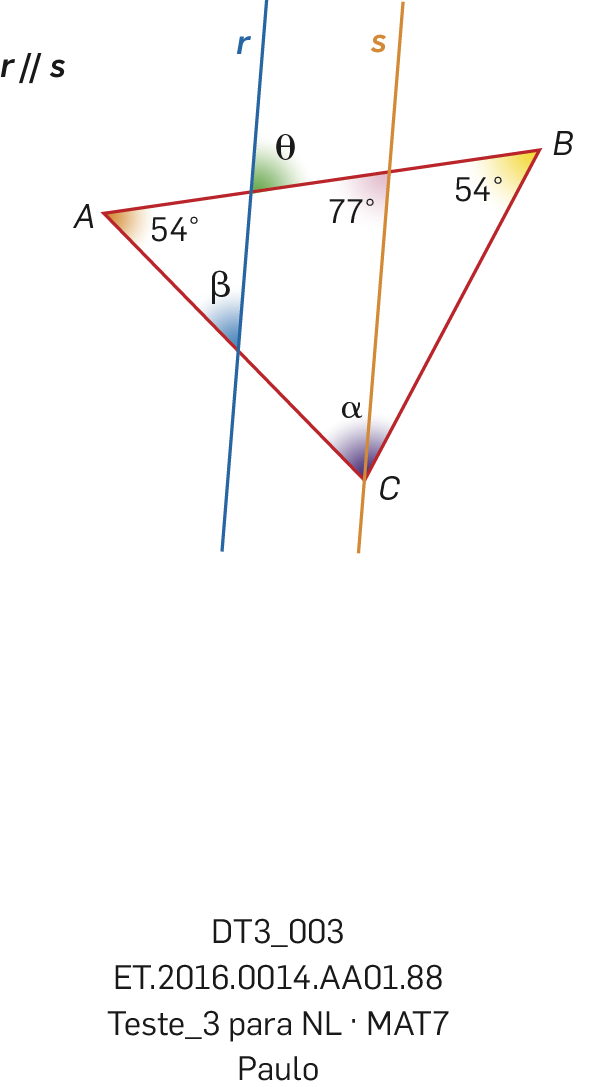 r s
r // s
θ
B
A 54° 77° 54°
β
α
C
DT3_003
ET.2016.0014.AA01.88
Teste_3 para NL · MAT7
Paulo